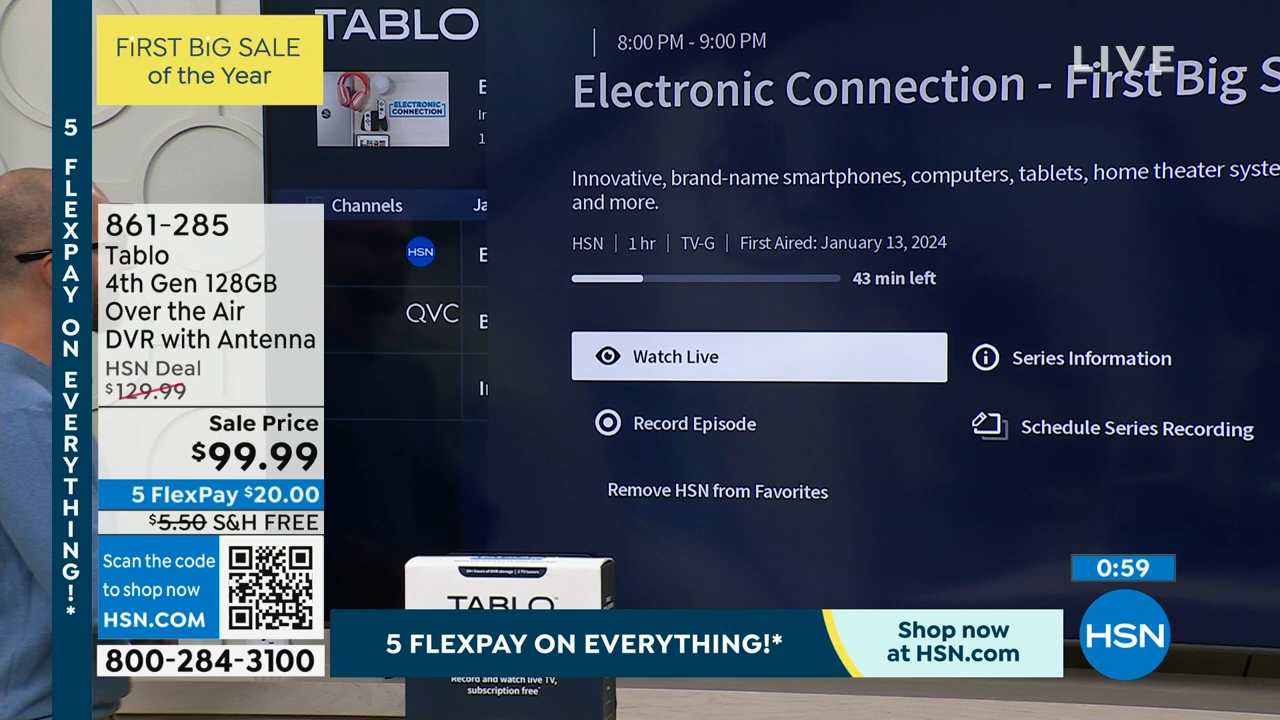 FiRST BiG SALE
of the Year
5 FLEXPAY ON EVERYTHING!*
861-285
Tablo
4th Gen 128GB
Over the Air
DVR with Antenna
HSN Deal
$129.99
Sale Price
$99.99
5 FlexPay $20.00
$5.50 S&H FREE
Scan the code
to shop now
HSN.COM
800-284-3100
TABLO
ELECTRONIC
CONNECTION
E
In
1
Channels
Ja
HSN
E
QVC
B
8:00 PM - 9:00 PM
LIVE
Electronic Connection - First Big S
Innovative, brand-name smartphones, computers, tablets, home theater syste
and more.
HSN | 1 hr | TV-G | First Aired: January 13, 2024
43 min left
Watch Live
Series Information
Record Episode
Schedule Series Recording
Remove HSN from Favorites
TABLO
Record and watch live TV,
subscription free*
5 FLEXPAY ON EVERYTHING!*
Shop now
at HSN.com
0:59
HSN